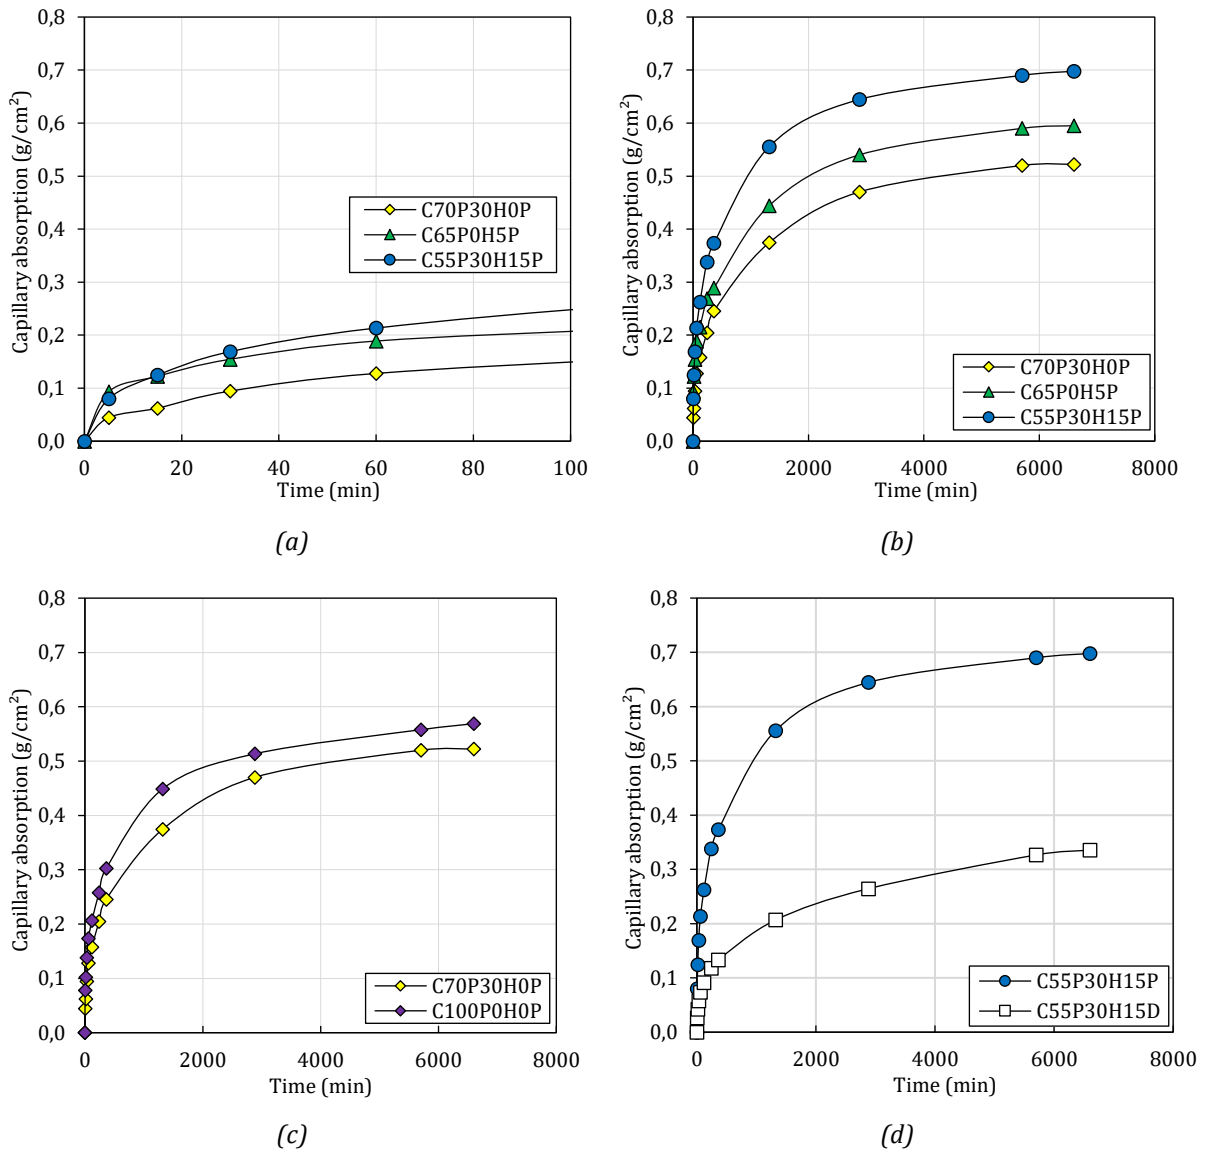 0,8
0,7
0,6
0,5
0,4
0,3
0,2
0,1
0,0
Capillary absorption (g/cm²)
C70P30H0P
C65P0H5P
C55P30H15P
0 20 40 60 80 100
Time (min)
(a)
0,8
0,7
0,6
0,5
0,4
0,3
0,2
0,1
0,0
Capillary absorption (g/cm²)
C70P30H0P
C65P0H5P
C55P30H15P
0 2000 4000 6000 8000
Time (min)
(b)
0,8
0,7
0,6
0,5
0,4
0,3
0,2
0,1
0,0
Capillary absorption (g/cm²)
C70P30H0P
C100P0H0P
0 2000 4000 6000 8000
Time (min)
(c)
0,8
0,7
0,6
0,5
0,4
0,3
0,2
0,1
0,0
Capillary absorption (g/cm²)
C55P30H15P
C55P30H15D
0 2000 4000 6000 8000
Time (min)
(d)